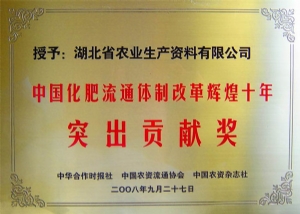 授予：湖北省农业生产资料有限公司
中国化肥流通体制改革辉煌十年
突出贡献奖
中华合作时报社 中国农资流通协会 中国农资杂志社
二〇〇八年九月二十七日